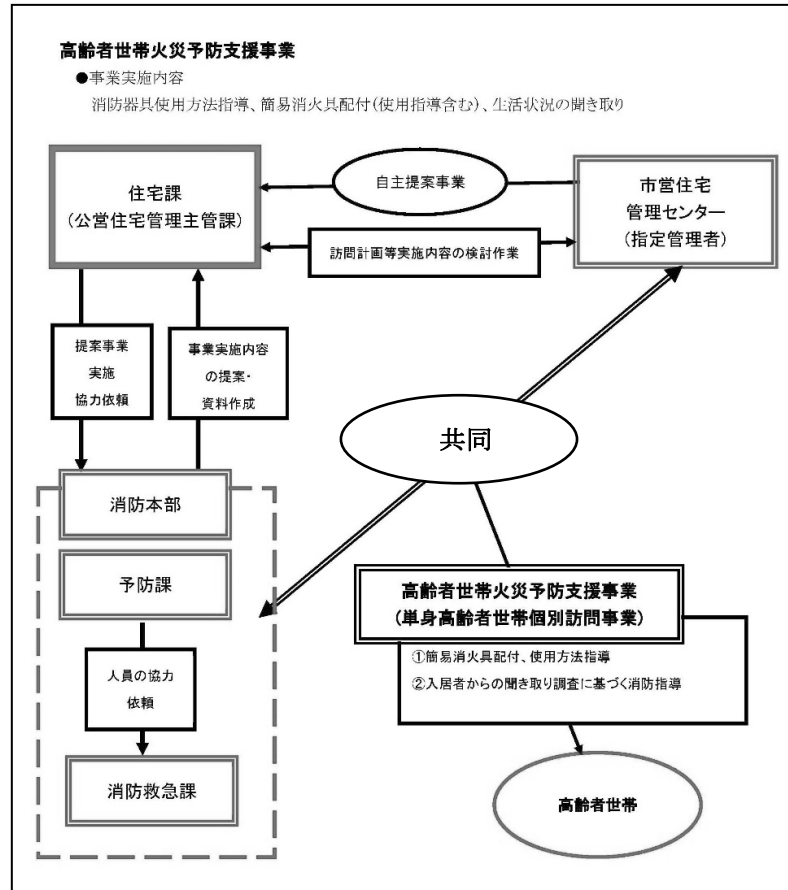 高齢者世帯火災予防支援事業
●事業実施内容
消防器具使用方法指導、簡易消火具配付(使用指導含む)、生活状況の聞き取り
住宅課
(公営住宅管理主管課)
自主提案事業
市営住宅
管理センター
(指定管理者)
訪問計画等実施内容の検討作業
提案事業
実施
協力依頼
事業実施内容
の提案・
資料作成
共同
消防本部
予防課
人員の協力
依頼
消防救急課
高齢者世帯火災予防支援事業
(単身高齢者世帯個別訪問事業)
①簡易消火具配付、使用方法指導
②入居者からの聞き取り調査に基づく消防指導
高齢者世帯